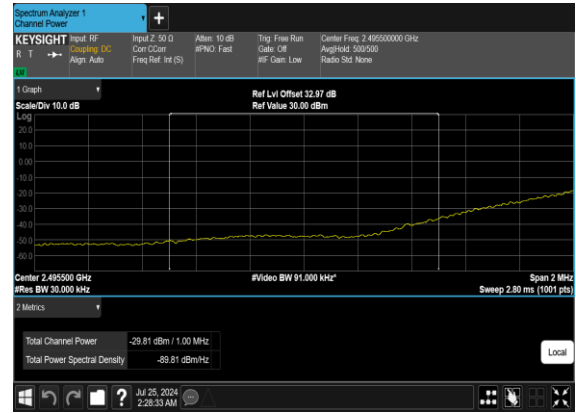 Spectrum Analyzer 1
Channel Power
+
KEYSIGHT Input: RF Input Z: 50 Ω Atten: 10 dB Trig: Free Run Center Freq: 2.495500000 GHz
R T Coupling: DC Corr CCorr #PNO: Fast Gate: Off Avg|Hold: 500/500
Align: Auto Freq Ref: Int (S) #IF Gain: Low Radio Std: None
1 Graph
Ref Lvl Offset 32.97 dB
Scale/Div 10.0 dB Ref Value 30.00 dBm
Log
20.0
10.0
0.00
-10.0
-20.0
-30.0
-40.0
-50.0
-60.0
Center 2.495500 GHz #Video BW 91.000 kHz* Span 2 MHz
#Res BW 30.000 kHz Sweep 2.80 ms (1001 pts)
2 Metrics
Total Channel Power -29.81 dBm / 1.00 MHz
Total Power Spectral Density -89.81 dBm/Hz
Local
?
Jul 25, 2024
2:28:33 AM